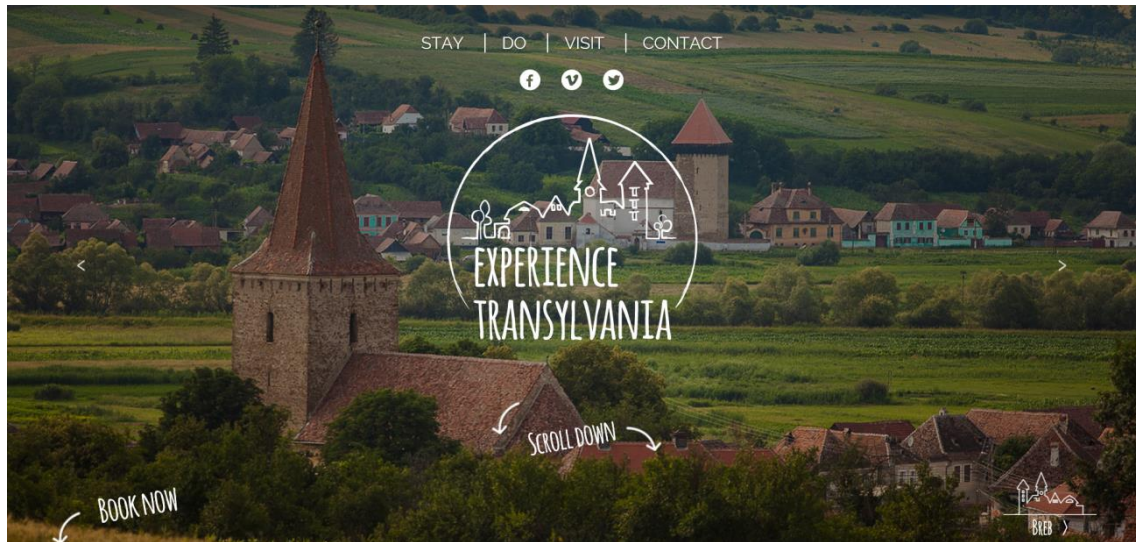 STAY | DO | VISIT | CONTACT
EXPERIENCE
TRANSYLVANIA
SCROLL DOWN
BOOK NOW
BREB >